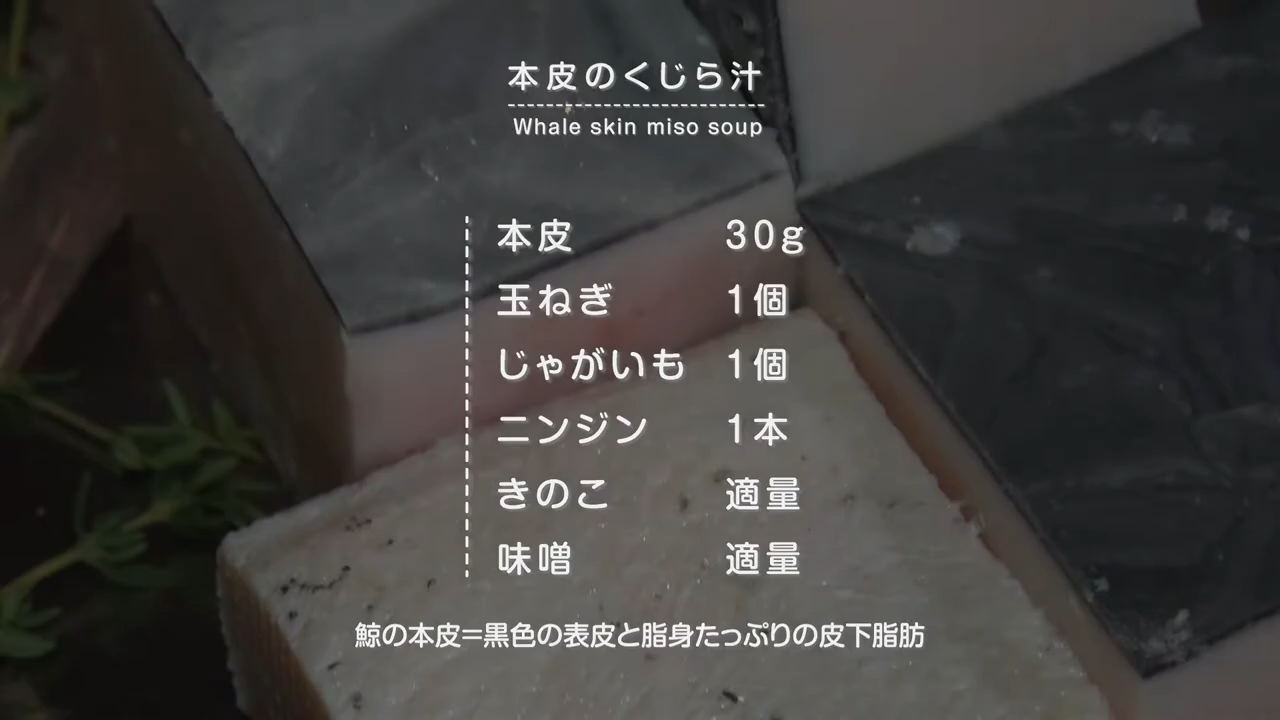 本皮のくじら汁
Whale skin miso soup
本皮 30g
玉ねぎ 1個
じゃがいも 1個
ニンジン 1本
きのこ 適量
味噌 適量
鯨の本皮=黒色の表皮と脂身たっぷりの皮下脂肪